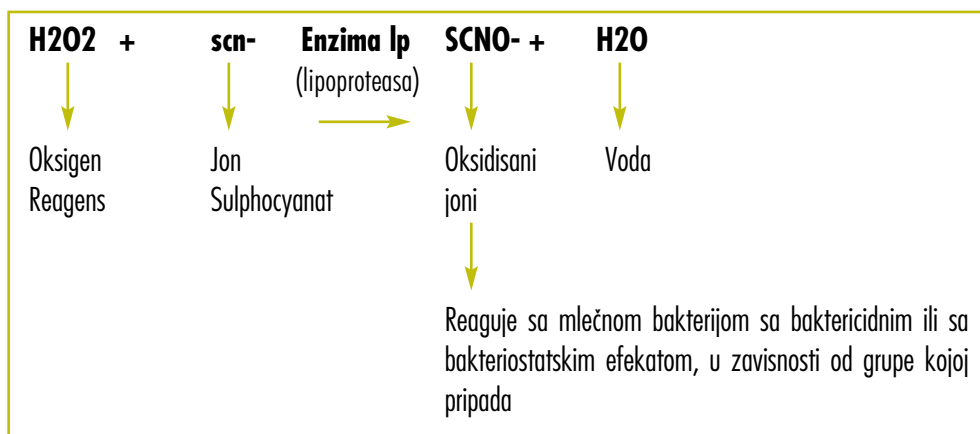 H2O2 + scn- Enzima lp SCNO- + H2O
(lipoproteasa)
Oksigen Jon Oksidisani Voda
Reagens Sulphocyanat joni
Reaguje sa mlečnom bakterijom sa baktericidnim ili sa
bakteriostatskim efekatom, u zavisnosti od grupe kojoj
pripada